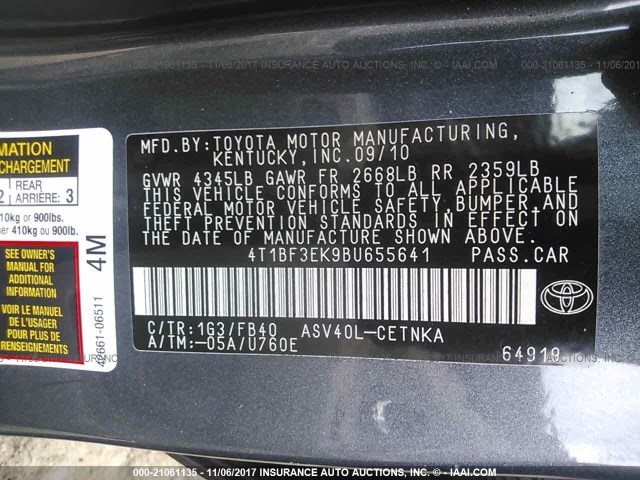 000-21061135 - 11/06/2017 INSURANCE AUTO AUCTIONS, INC. - © IAAI.COM
MATION
CHARGEMENT
2 REAR ARRIÈRE: 3
410kg or 900lbs.
ser 410kg ou 900lb.
SEE OWNER'S
MANUAL FOR
ADDITIONAL
INFORMATION
VOIR LE MANUEL
DE L'USAGER
POUR PLUS DE
RENSEIGNEMENTS
4M
42661-06511
MFD.BY:TOYOTA MOTOR MANUFACTURING,
KENTUCKY,INC.09/10
GVWR 4345LB GAWR FR 2668LB RR 2359LB
THIS VEHICLE CONFORMS TO ALL APPLICABLE
FEDERAL MOTOR VEHICLE SAFETY,BUMPER,AND
THEFT PREVENTION STANDARDS IN EFFECT ON
THE DATE OF MANUFACTURE SHOWN ABOVE.
4T1BF3EK9BU655641 PASS.CAR
C/TR:1G3/FB40 ASV40L-CETNKA
A/TM:-05A/U760E
64910
000-21061135 - 11/06/2017 INSURANCE AUTO AUCTIONS, INC. - © IAAI.COM